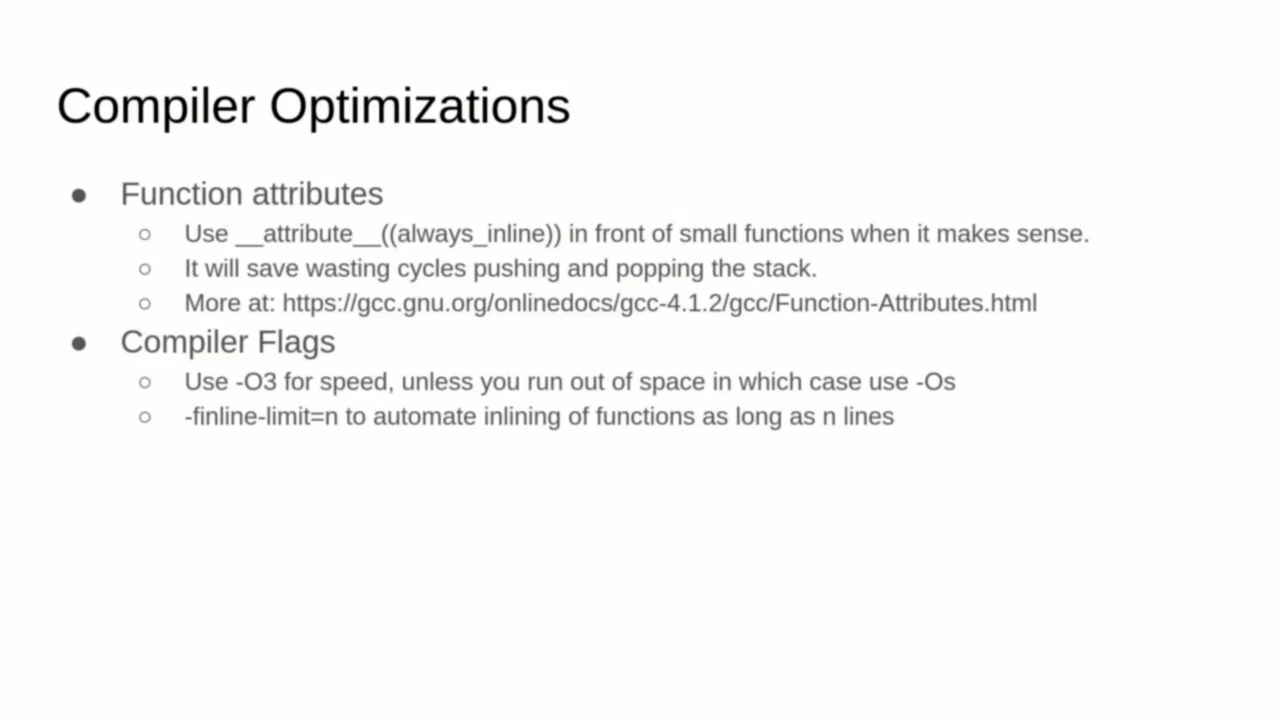 Compiler Optimizations
● Function attributes
○ Use __attribute__((always_inline)) in front of small functions when it makes sense.
○ It will save wasting cycles pushing and popping the stack.
○ More at: https://gcc.gnu.org/onlinedocs/gcc-4.1.2/gcc/Function-Attributes.html
● Compiler Flags
○ Use -O3 for speed, unless you run out of space in which case use -Os
○ -finline-limit=n to automate inlining of functions as long as n lines